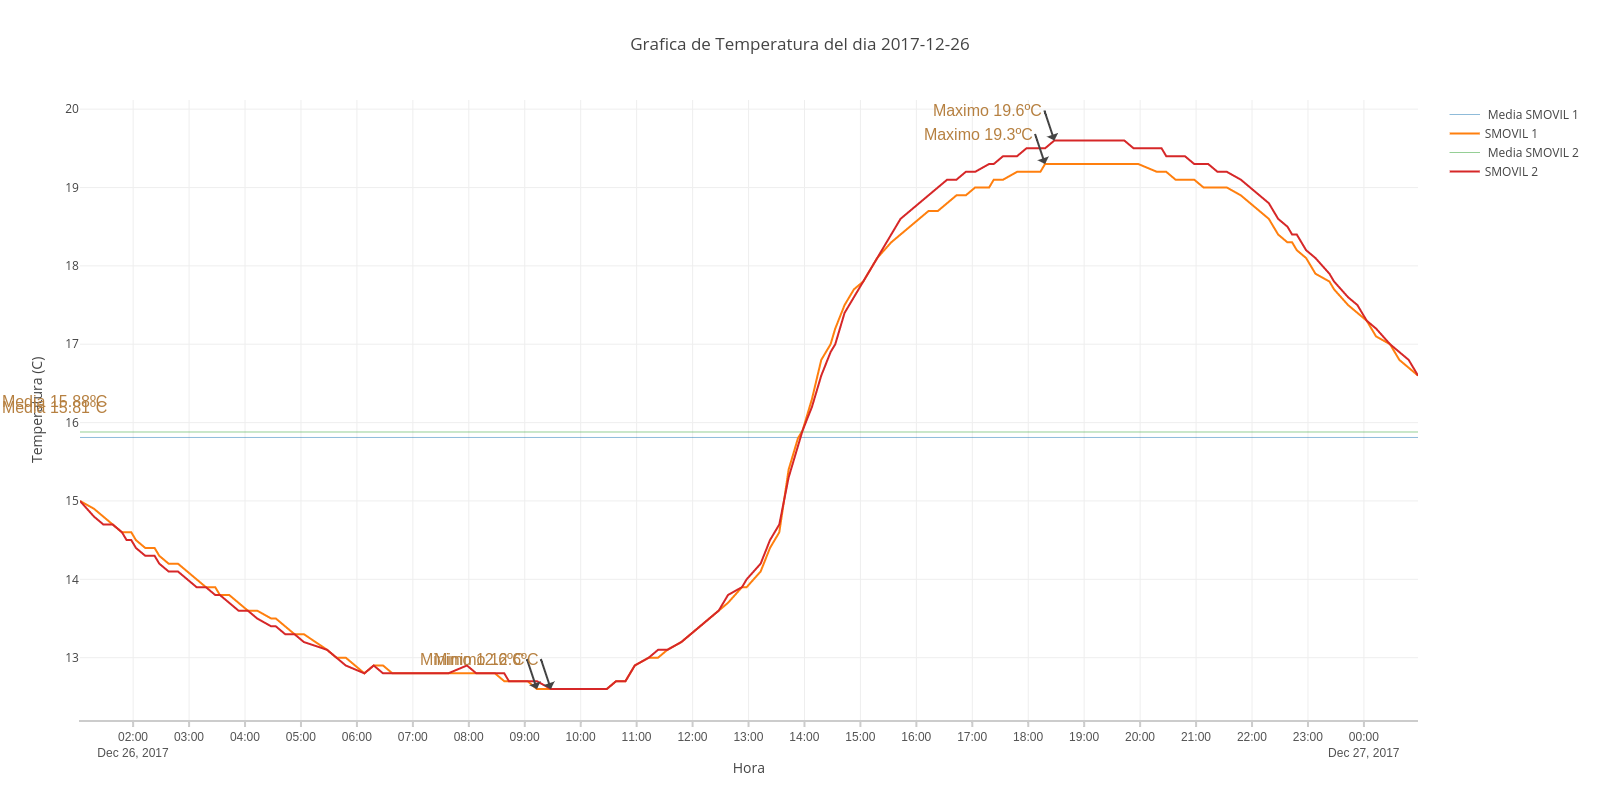 Grafica de Temperatura del dia 2017-12-26
Maximo 19.6ºC
Maximo 19.3ºC
Media SMOVIL 1
SMOVIL 1
Media SMOVIL 2
SMOVIL 2
20
19
18
17
16
15
14
13
Temperatura (C)
Media 15.88ºC
Media 15.81ºC
02:00
03:00
04:00
05:00
06:00
07:00
08:00
09:00
10:00
11:00
12:00
13:00
14:00
15:00
16:00
17:00
18:00
19:00
20:00
21:00
22:00
23:00
00:00
Dec 26, 2017
Dec 27, 2017
Hora